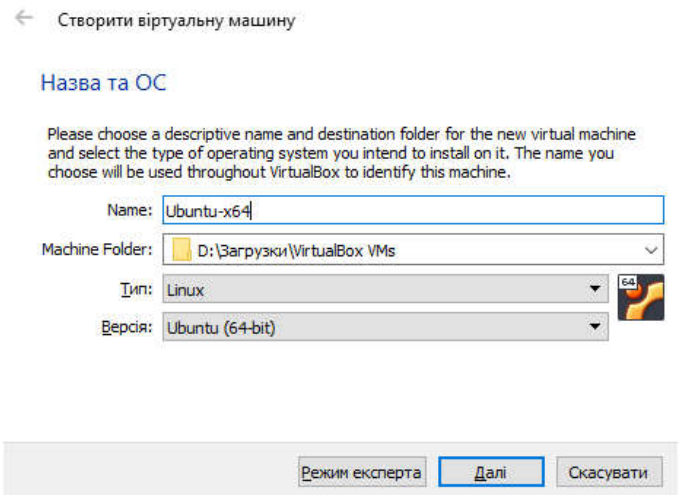 Створити віртуальну машину
Назва та ОС
Please choose a descriptive name and destination folder for the new virtual machine
and select the type of operating system you intend to install on it. The name you
choose will be used throughout VirtualBox to identify this machine.
Name: Ubuntu-x64
Machine Folder: D:\Загрузки\VirtualBox VMs
Тип: Linux
64
Версія: Ubuntu (64-bit)
Режим експерта Далі Скасувати